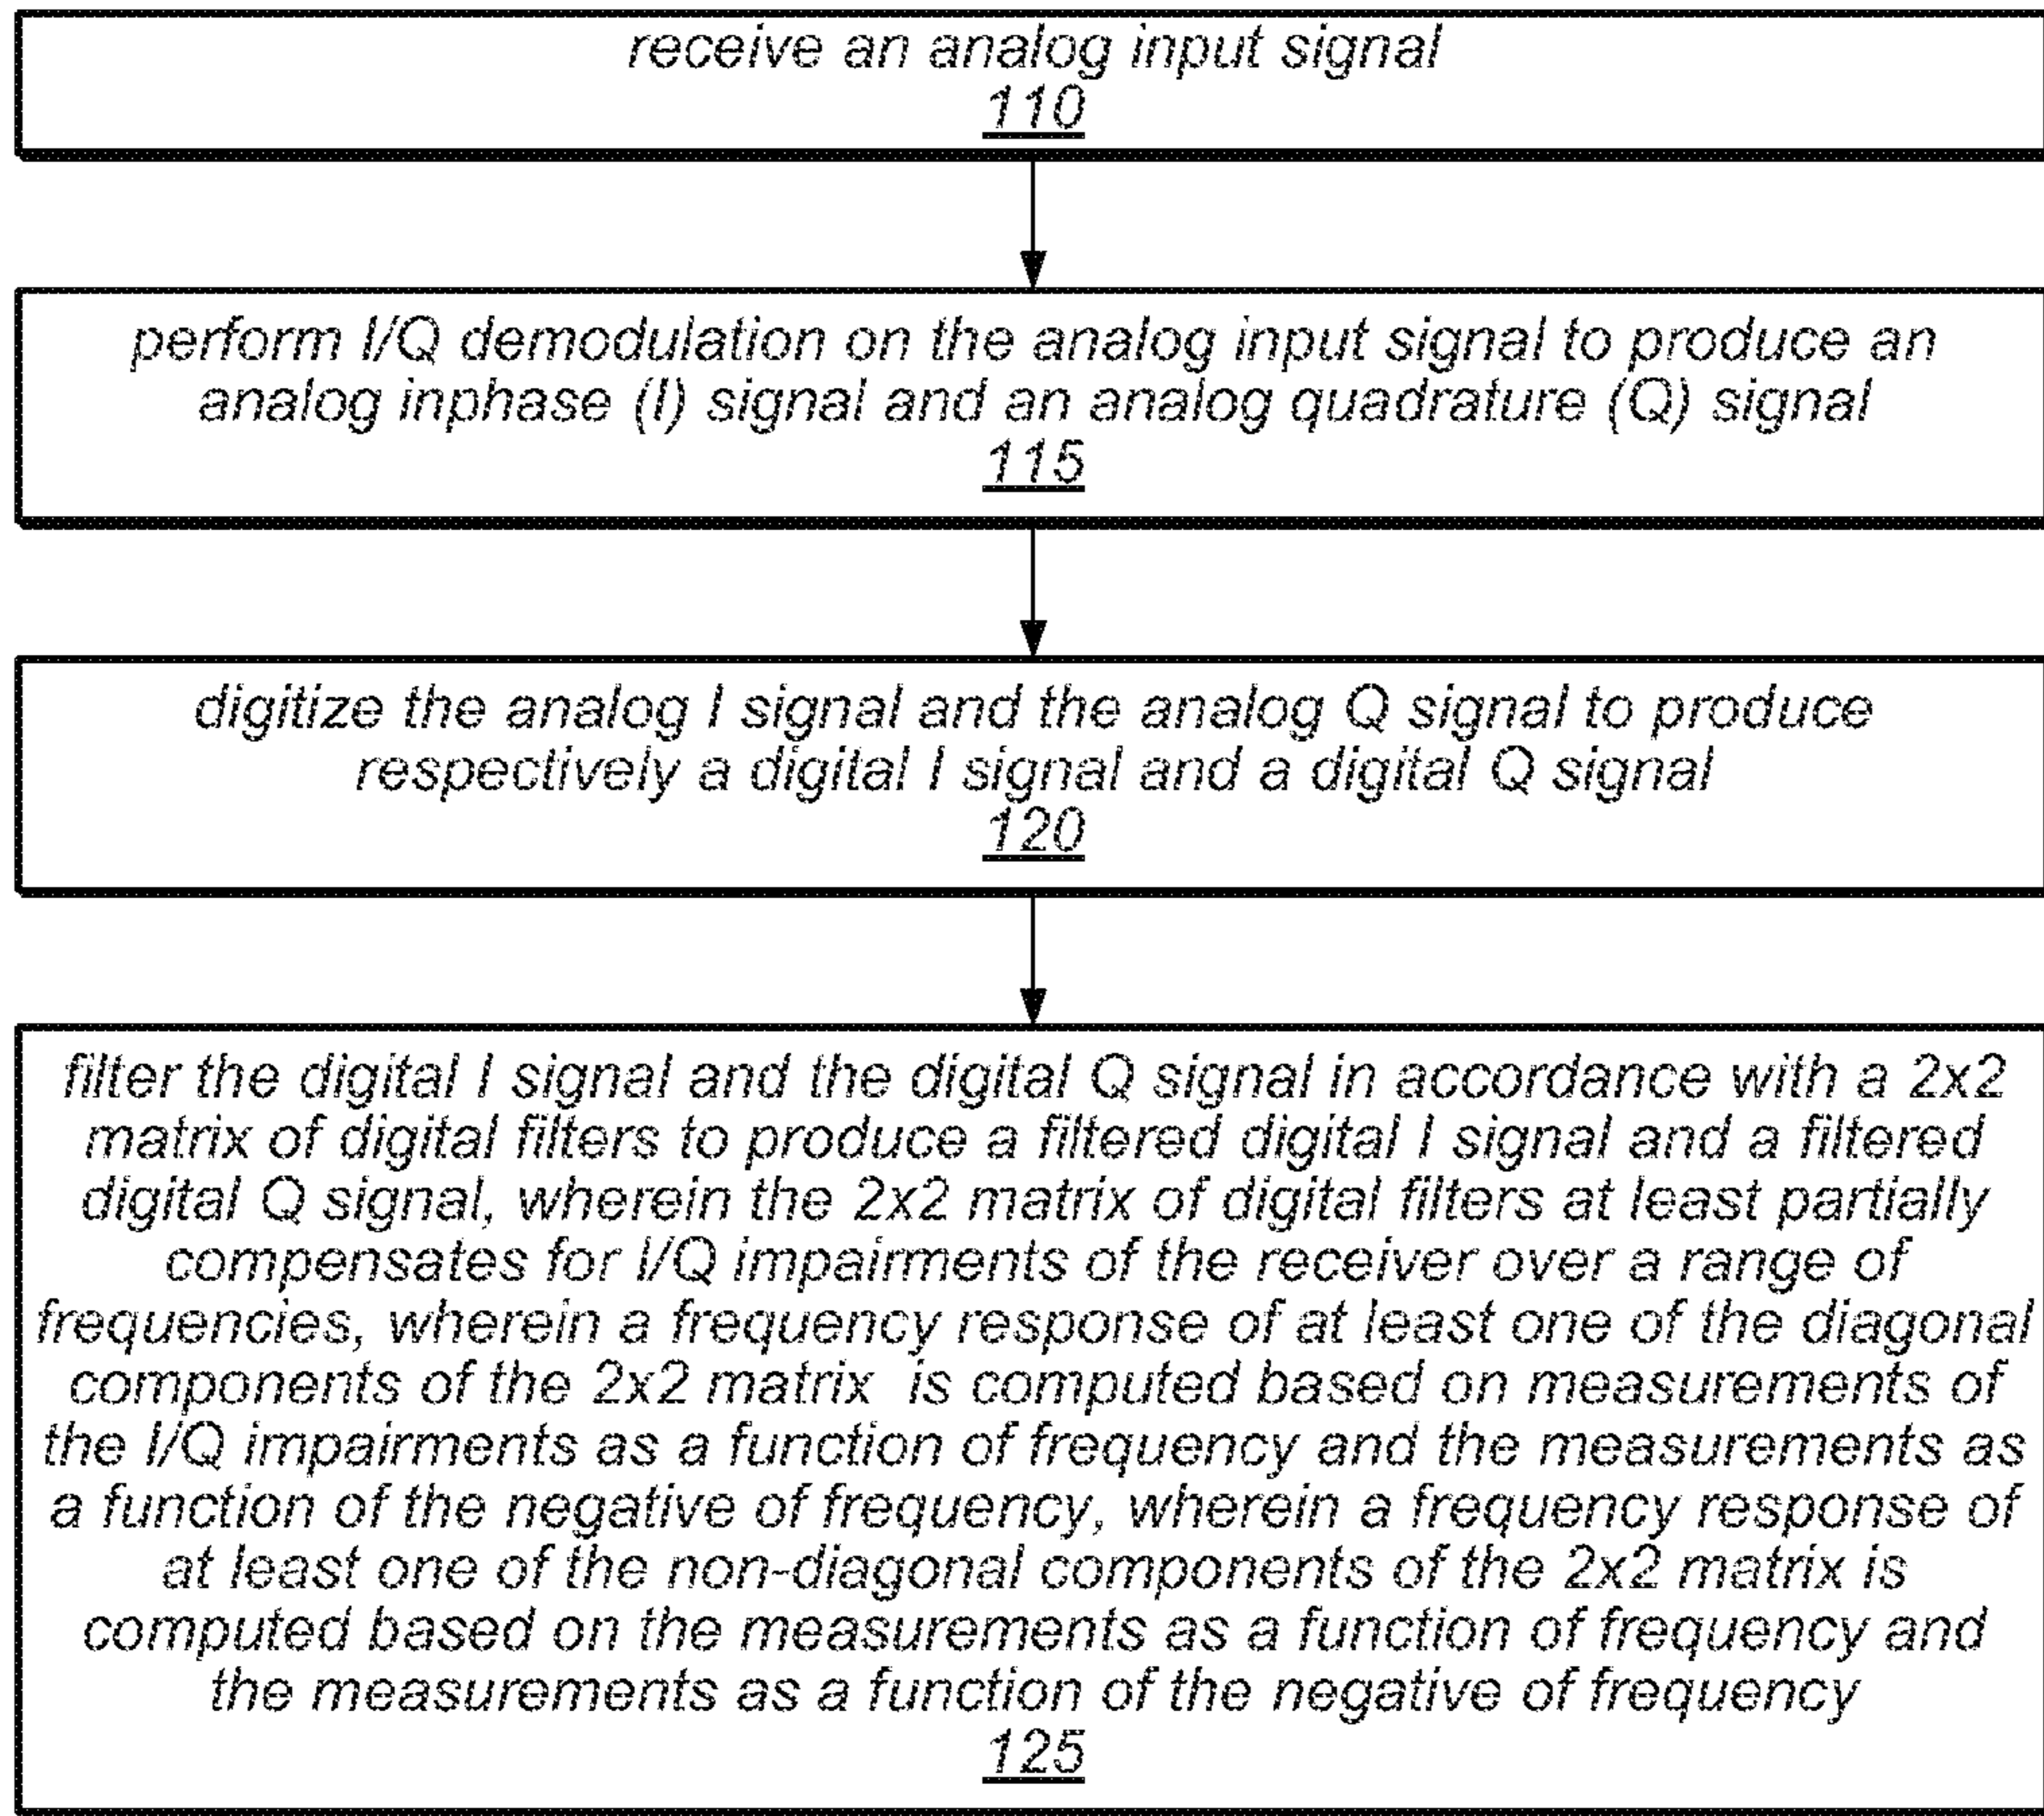 receive an analog input signal
110
perform I/Q demodulation on the analog input signal to produce an
analog inphase (I) signal and an analog quadrature (Q) signal
115
digitize the analog I signal and the analog Q signal to produce
respectively a digital I signal and a digital Q signal
120
filter the digital I signal and the digital Q signal in accordance with a 2x2
matrix of digital filters to produce a filtered digital I signal and a filtered
digital Q signal, wherein the 2x2 matrix of digital filters at least partially
compensates for I/Q impairments of the receiver over a range of
frequencies, wherein a frequency response of at least one of the diagonal
components of the 2x2 matrix is computed based on measurements of
the I/Q impairments as a function of frequency and the measurements as
a function of the negative of frequency, wherein a frequency response of
at least one of the non-diagonal components of the 2x2 matrix is
computed based on the measurements as a function of frequency and
the measurements as a function of the negative of frequency
125